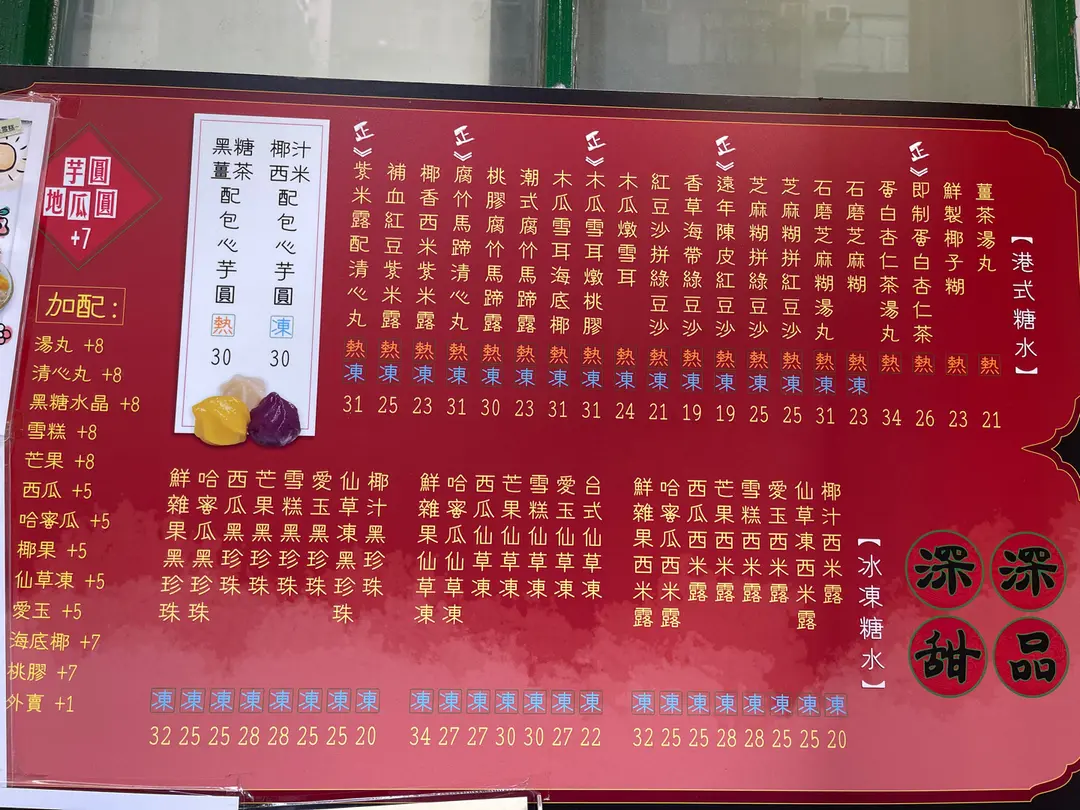 深深
甜品
【港式糖水】
薑茶湯丸 熱 21
鮮製椰子糊 熱 23
正》即制蛋白杏仁茶 熱 26
蛋白杏仁茶湯丸 熱 34
石磨芝麻糊 熱 凍 23
石磨芝麻糊湯丸 熱 凍 31
芝麻糊拼紅豆沙 熱 凍 25
芝麻糊拼綠豆沙 熱 凍 25
正》遠年陳皮紅豆沙 熱 凍 19
香草海帶綠豆沙 熱 凍 19
紅豆沙拼綠豆沙 熱 凍 21
木瓜燉雪耳 熱 凍 24
正》木瓜雪耳燉桃膠 熱 凍 31
木瓜雪耳海底椰 熱 凍 31
潮式腐竹馬蹄露 熱 凍 23
桃膠腐竹馬蹄露 熱 凍 30
正》腐竹馬蹄清心丸 熱 凍 31
椰香西米紫米露 熱 凍 23
補血紅豆紫米露 熱 凍 25
正》紫米露配清心丸 熱 凍 31
椰汁西米配包心芋圓 凍 30
黑糖薑茶配包心芋圓 熱 30
【冰凍糖水】
椰汁西米露 凍 20
仙草凍西米露 凍 25
愛玉西米露 凍 25
雪糕西米露 凍 28
芒果西米露 凍 28
西瓜西米露 凍 25
哈蜜瓜西米露 凍 25
鮮雜果西米露 凍 32
台式仙草凍 凍 22
愛玉仙草凍 凍 27
雪糕仙草凍 凍 30
芒果仙草凍 凍 30
西瓜仙草凍 凍 27
哈蜜瓜仙草凍 凍 27
鮮雜果仙草凍 凍 34
椰汁黑珍珠 凍 20
仙草凍黑珍珠 凍 25
愛玉黑珍珠 凍 25
雪糕黑珍珠 凍 28
芒果黑珍珠 凍 28
西瓜黑珍珠 凍 25
哈蜜瓜黑珍珠 凍 25
鮮雜果黑珍珠 凍 32
芋圓
地瓜圓
+7
加配：
湯丸 +8
清心丸 +8
黑糖水晶 +8
雪糕 +8
芒果 +8
西瓜 +5
哈蜜瓜 +5
椰果 +5
仙草凍 +5
愛玉 +5
海底椰 +7
桃膠 +7
外賣 +1